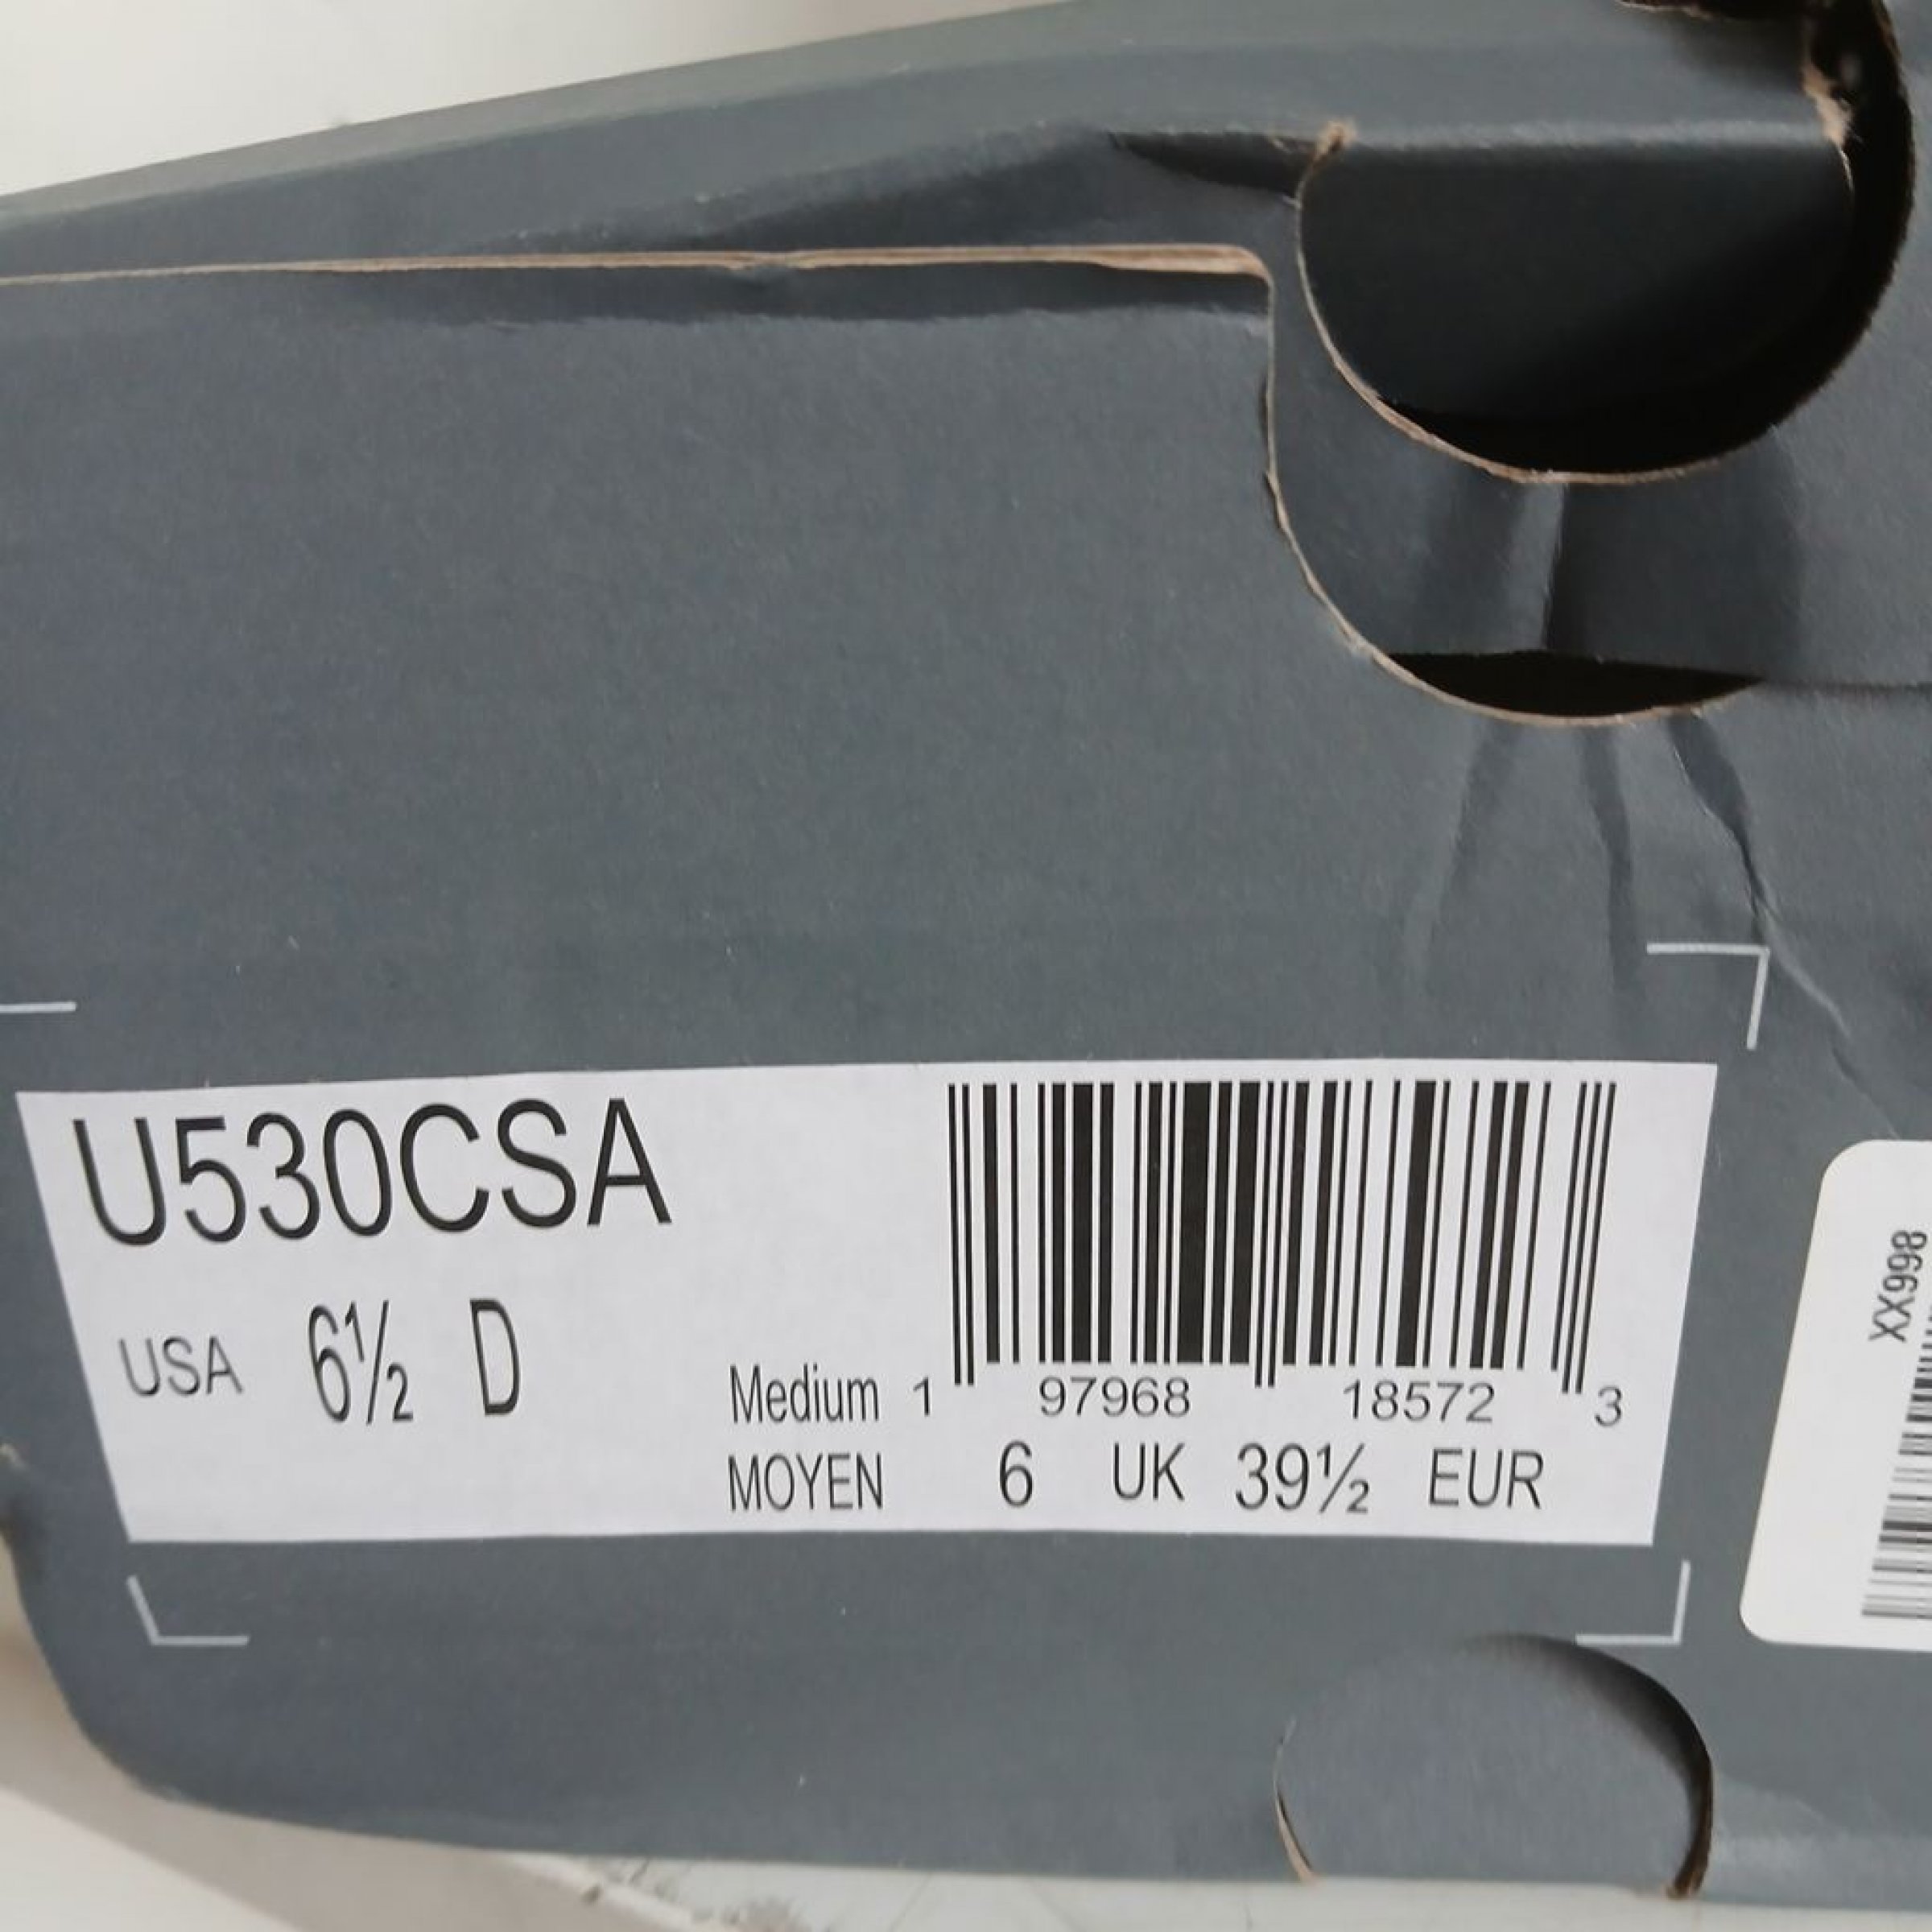 U530CSA
USA 6½ D
Medium 1 97968 18572 3
MOYEN 6 UK 39½ EUR
XX998